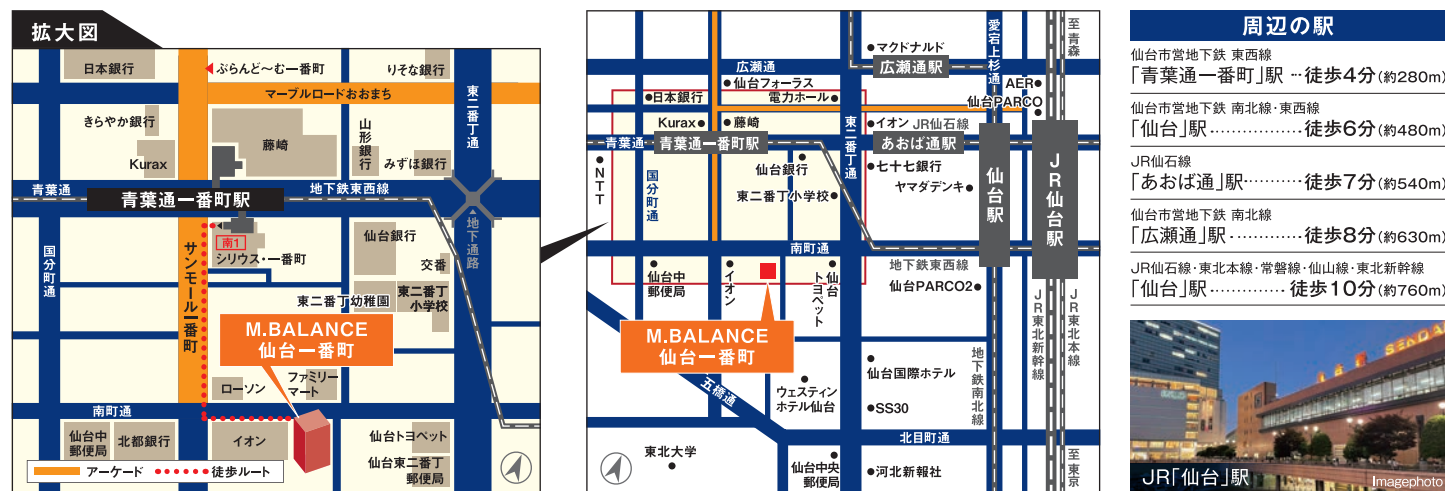 拡大図
日本銀行
ぶらんど～む一番町
りそな銀行
マーブルロードおおまち
東二番丁通
きらやか銀行
Kurax
藤崎
山形銀行
みずほ銀行
青葉通
地下鉄東西線
青葉通一番町駅
地下通路
南1
シリウス・一番町
サンモール一番町
国分町通
仙台銀行
交番
東二番丁幼稚園
東二番丁
小学校
M.BALANCE
仙台一番町
ローソン
ファミリー
マート
南町通
仙台中
郵便局
北都銀行
イオン
仙台トヨペット
仙台東二番丁
郵便局
アーケード
徒歩ルート
マクドナルド
愛宕上杉通
至青森
広瀬通
広瀬通駅
仙台フォーラス
AER
日本銀行
電力ホール
仙台PARCO
Kurax
藤崎
東二番丁通
イオン
JR仙石線
青葉通
青葉通一番町駅
あおば通駅
NTT
国分町通
仙台銀行
七十七銀行
ヤマダデンキ
東二番丁小学校
仙台駅
JR仙台駅
南町通
地下鉄東西線
仙台中
郵便局
イオン
仙台
トヨペット
仙台PARCO2
M.BALANCE
仙台一番町
JR東北新幹線
JR東北本線
五橋通
地下鉄南北線
仙台国際ホテル
ウェスティン
ホテル仙台
SS30
北目町通
東北大学
仙台中央
郵便局
河北新報社
至東京
周辺の駅
仙台市営地下鉄 東西線
「青葉通一番町」駅…徒歩4分(約280m)
仙台市営地下鉄 南北線・東西線
「仙台」駅……………徒歩6分(約480m)
JR仙石線
「あおば通」駅………徒歩7分(約540m)
仙台市営地下鉄 南北線
「広瀬通」駅…………徒歩8分(約630m)
JR仙石線・東北本線・常磐線・仙山線・東北新幹線
「仙台」駅…………徒歩10分(約760m)
SENDA
JR「仙台」駅
Imagephoto